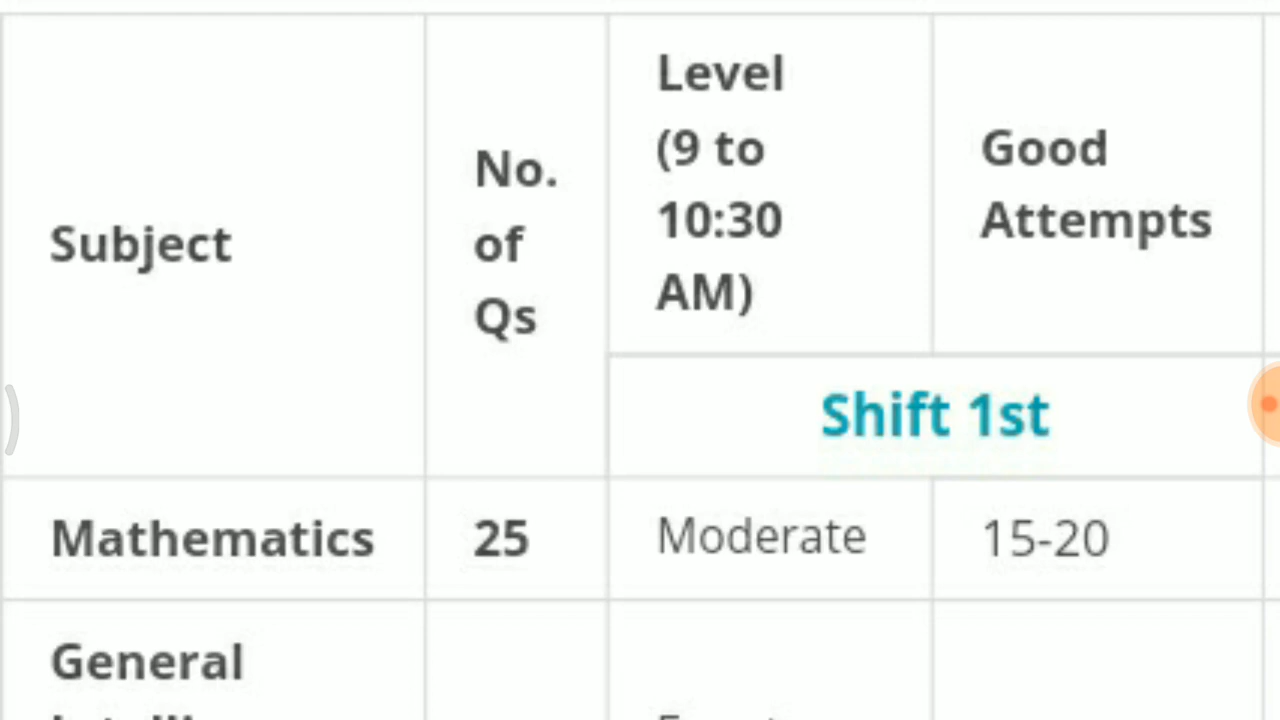 Subject
No.
of
Qs
Level
(9 to
10:30
AM)
Good
Attempts
Shift 1st
Mathematics 25 Moderate 15-20
General